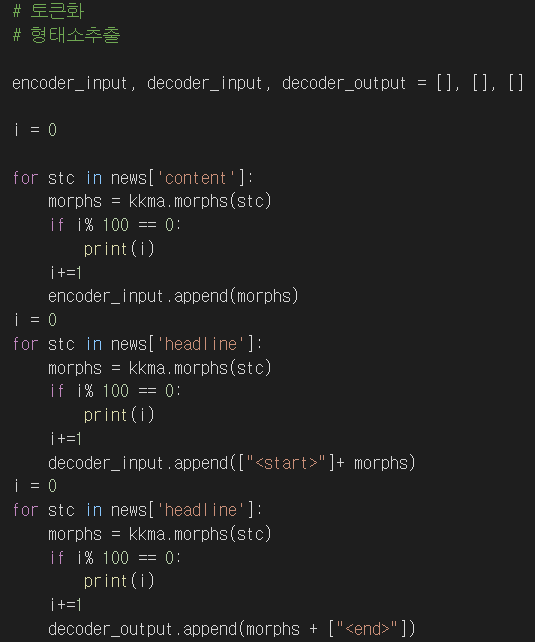 # 토큰화
# 형태소추출
encoder_input, decoder_input, decoder_output = [], [], []
i = 0
for stc in news['content']:
    morphs = kkma.morphs(stc)
    if i% 100 == 0:
        print(i)
    i+=1
    encoder_input.append(morphs)
i = 0
for stc in news['headline']:
    morphs = kkma.morphs(stc)
    if i% 100 == 0:
        print(i)
    i+=1
    decoder_input.append(["<start>"]+ morphs)
i = 0
for stc in news['headline']:
    morphs = kkma.morphs(stc)
    if i% 100 == 0:
        print(i)
    i+=1
    decoder_output.append(morphs + ["<end>"])